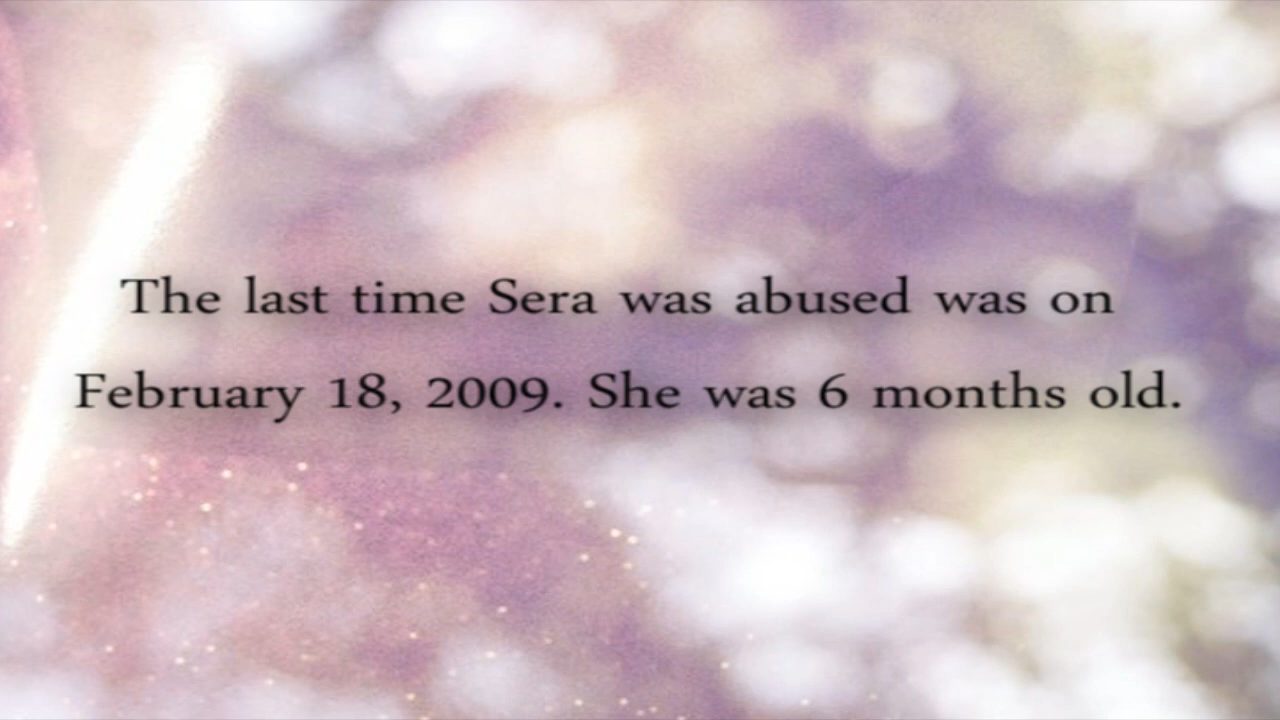 The last time Sera was abused was on
February 18, 2009. She was 6 months old.